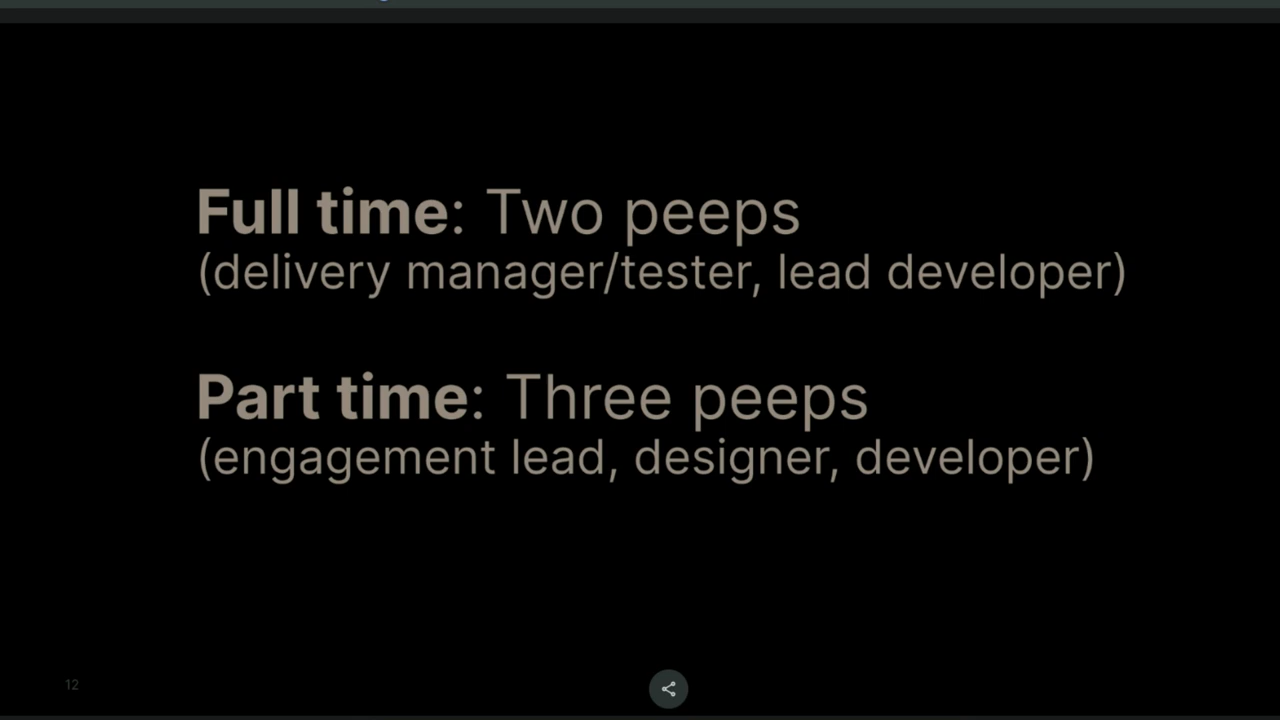 Full time: Two peeps
(delivery manager/tester, lead developer)
Part time: Three peeps
(engagement lead, designer, developer)
12